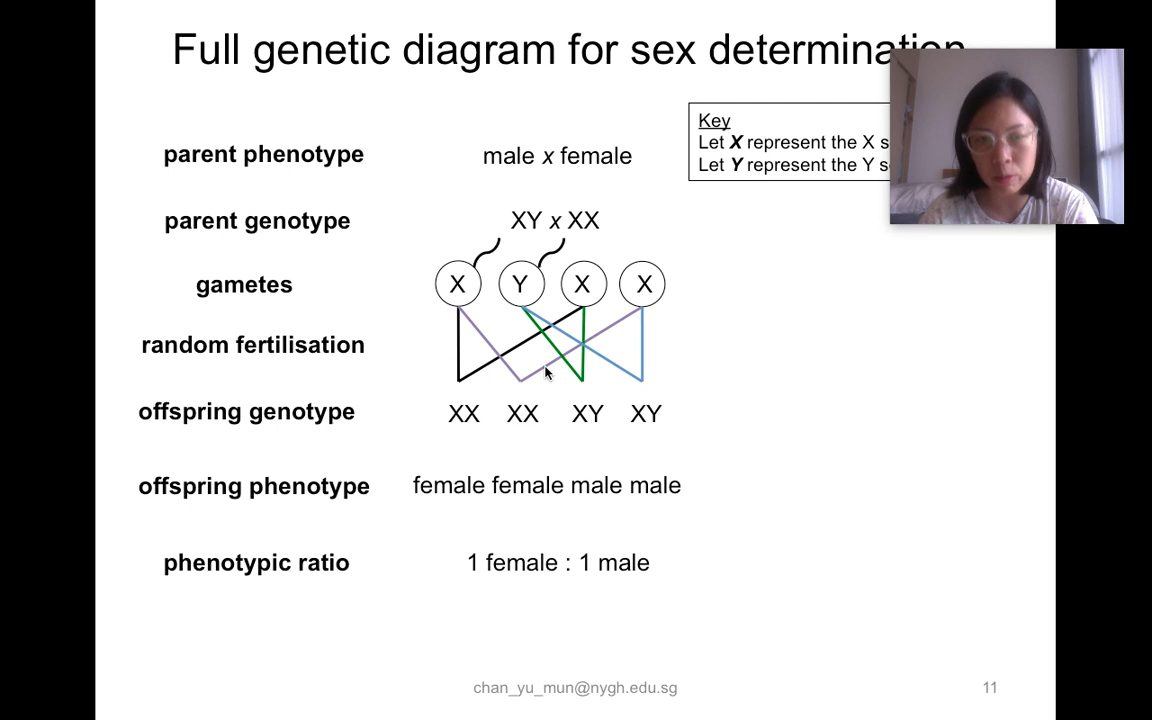 Full genetic diagram for sex determination
Key
Let X represent the X
Let Y represent the Y
parent phenotype male x female
parent genotype XY x XX
gametes X Y X X
random fertilisation
offspring genotype XX XX XY XY
offspring phenotype female female male male
phenotypic ratio 1 female : 1 male
chan_yu_mun@nygh.edu.sg 11